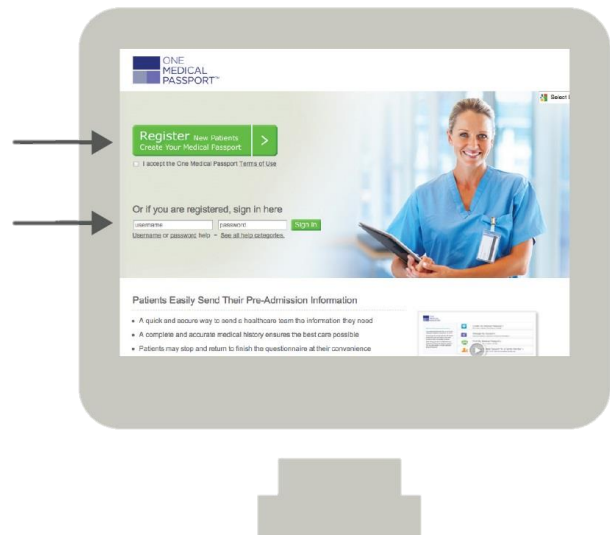 ONE
MEDICAL
PASSPORT™
Select
Register New Patients
Create Your Medical Passport >
I accept the One Medical Passport Terms of Use
Or if you are registered, sign in here
username password Sign In
Username or password help - See all help categories.
Patients Easily Send Their Pre-Admission Information
• A quick and secure way to send a healthcare team the information they need
• A complete and accurate medical history ensures the best care possible
• Patients may stop and return to finish the questionnaire at their convenience